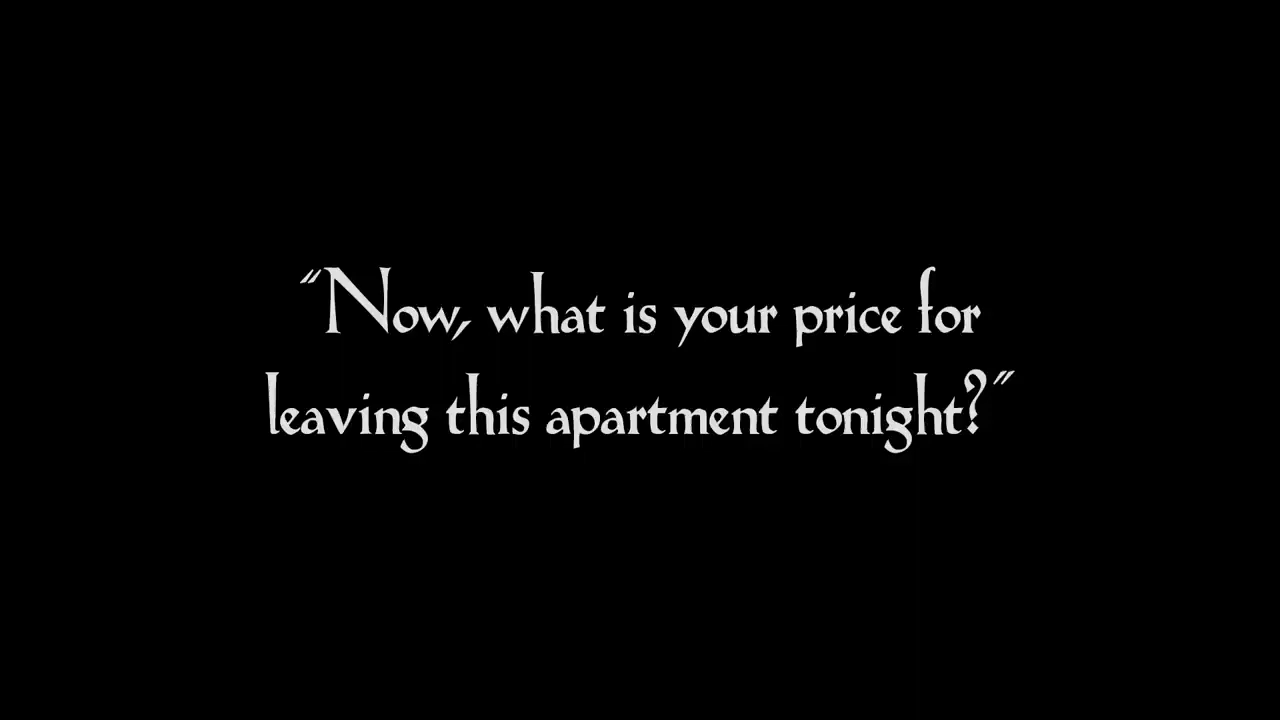 “Now, what is your price for
leaving this apartment tonight?”